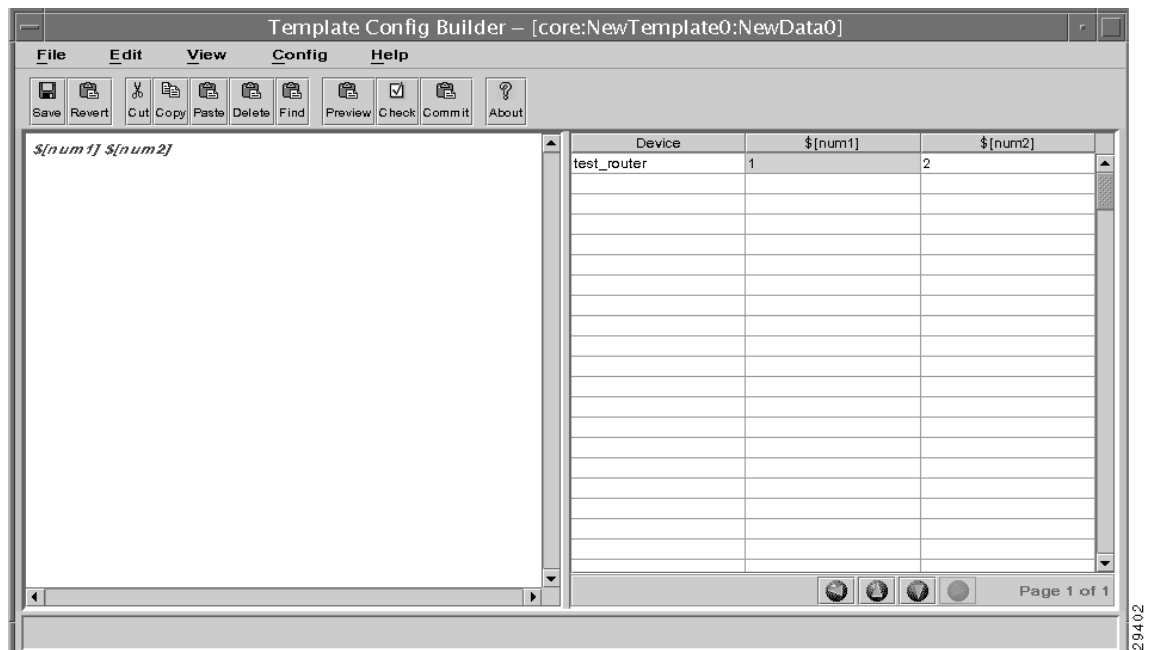 Template Config Builder – [core:NewTemplate0:NewData0]
File Edit View Config Help
Save Revert Cut Copy Paste Delete Find Preview Check Commit About
$[num1] $[num2]
Device $[num1] $[num2]
test_router 1 2
Page 1 of 1
29402